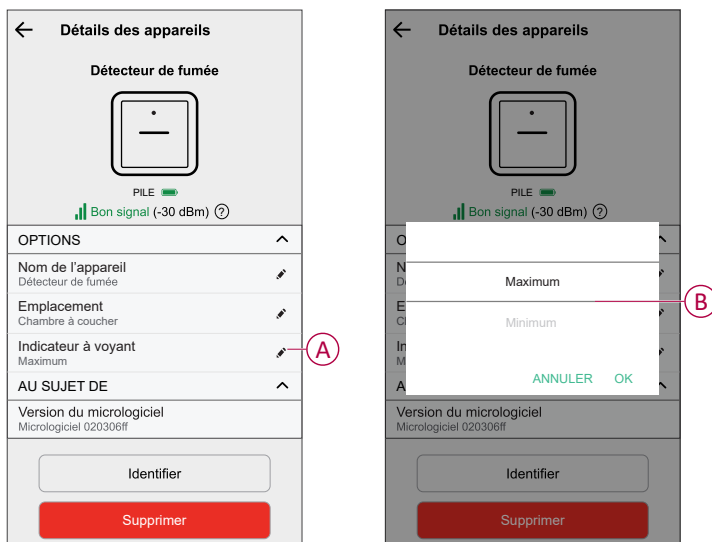 Détails des appareils
Détecteur de fumée
PILE
Bon signal (-30 dBm) ?
OPTIONS
Nom de l'appareil
Détecteur de fumée
Emplacement
Chambre à coucher
Indicateur à voyant
Maximum
A
AU SUJET DE
Version du micrologiciel
Micrologiciel 020306ff
Identifier
Supprimer
Détails des appareils
Détecteur de fumée
PILE
Bon signal (-30 dBm) ?
O
N
D
Maximum
B
E
C
Minimum
In
M
ANNULER OK
A
Version du micrologiciel
Micrologiciel 020306ff
Identifier
Supprimer